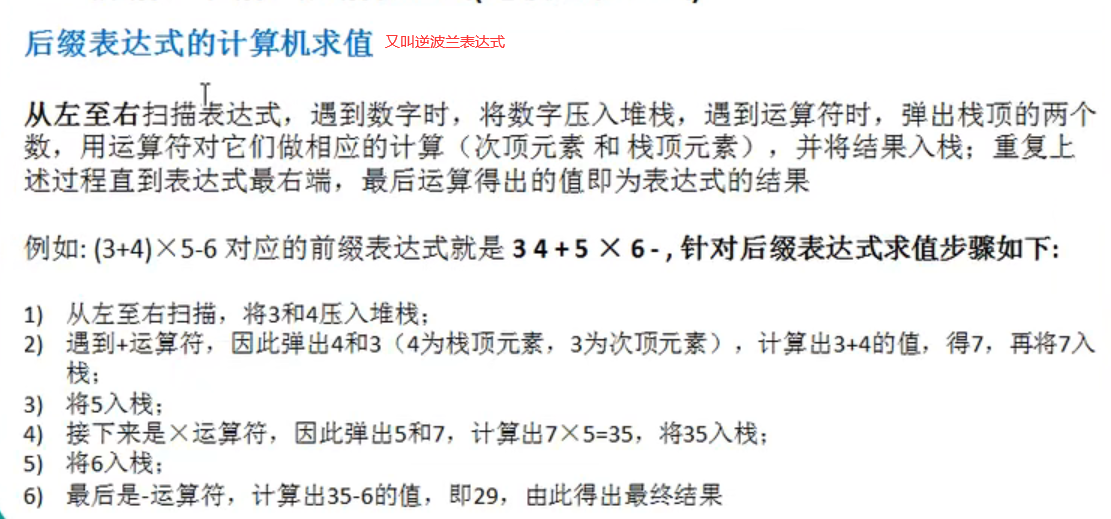 后缀表达式的计算机求值 又叫逆波兰表达式
从左至右扫描表达式，遇到数字时，将数字压入堆栈，遇到运算符时，弹出栈顶的两个
数，用运算符对它们做相应的计算（次顶元素 和 栈顶元素），并将结果入栈；重复上
述过程直到表达式最右端，最后运算得出的值即为表达式的结果
例如: (3+4)×5-6 对应的前缀表达式就是 3 4 + 5 × 6 - , 针对后缀表达式求值步骤如下:
1) 从左至右扫描，将3和4压入堆栈；
2) 遇到+运算符，因此弹出4和3（4为栈顶元素，3为次顶元素），计算出3+4的值，得7，再将7入
栈；
3) 将5入栈；
4) 接下来是×运算符，因此弹出5和7，计算出7×5=35，将35入栈；
5) 将6入栈；
6) 最后是-运算符，计算出35-6的值，即29，由此得出最终结果